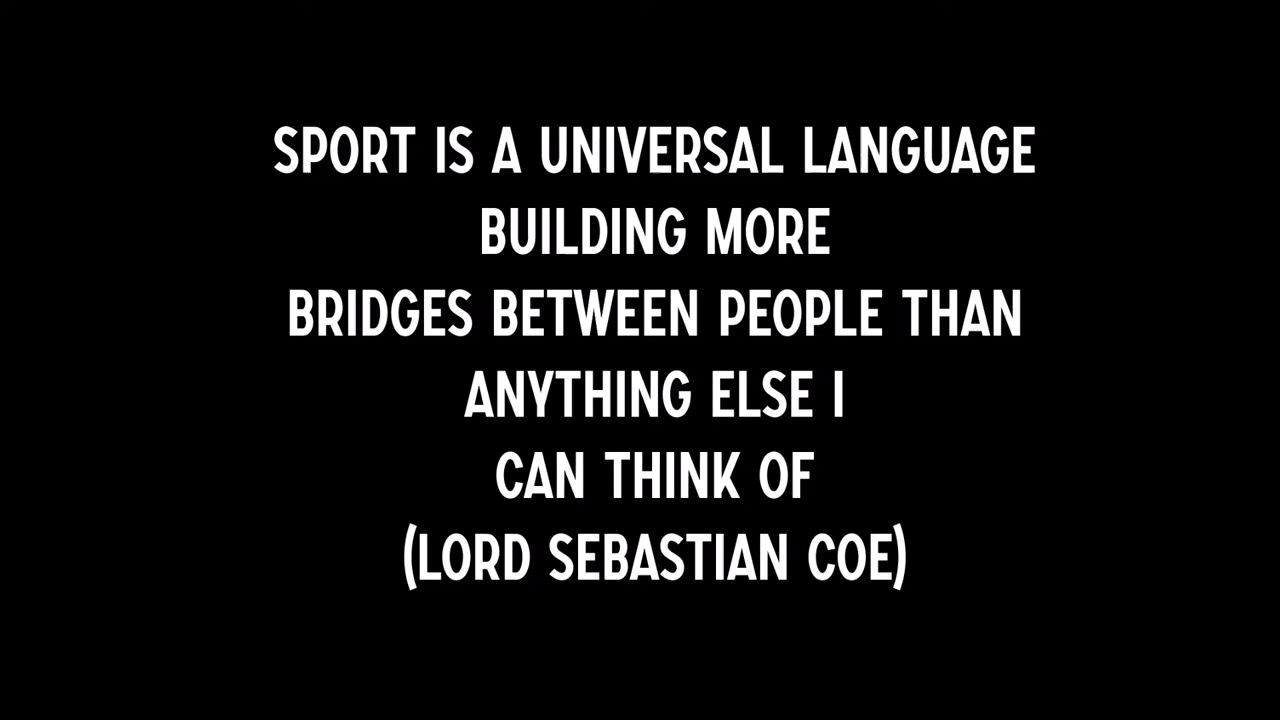 SPORT IS A UNIVERSAL LANGUAGE
BUILDING MORE
BRIDGES BETWEEN PEOPLE THAN
ANYTHING ELSE I
CAN THINK OF
(LORD SEBASTIAN COE)